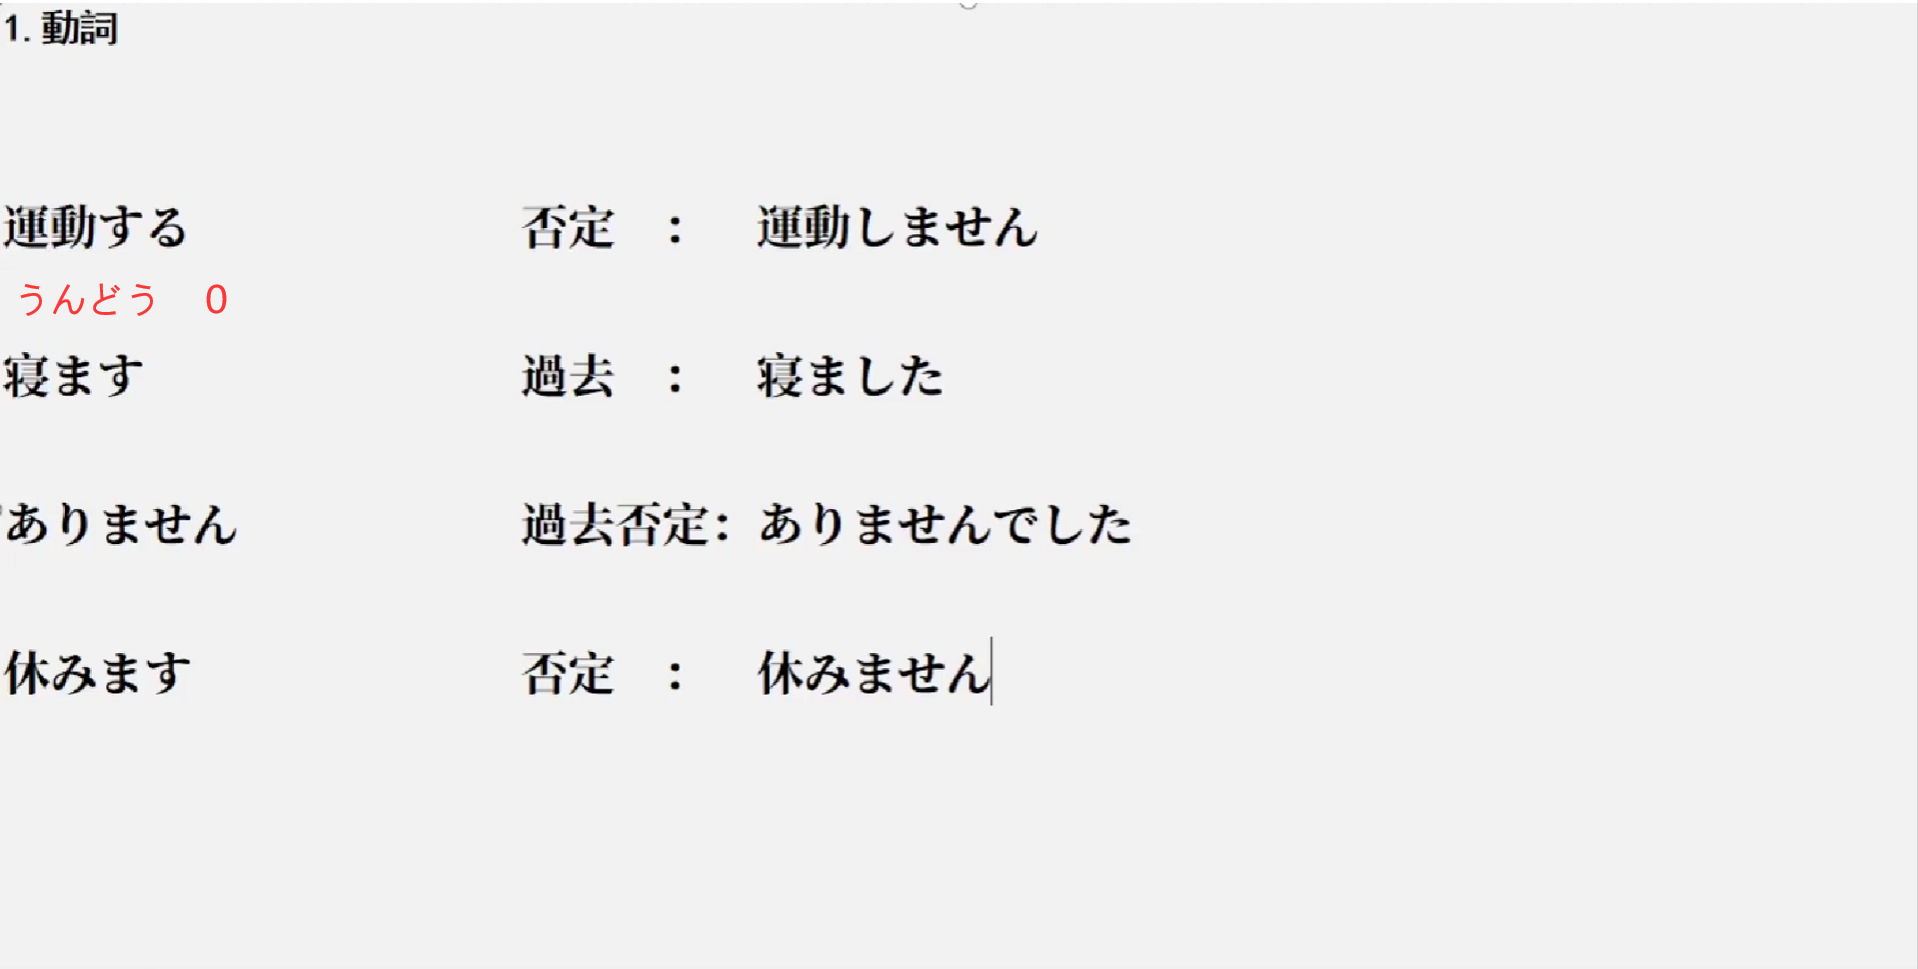 1. 動詞
運動する 否定 : 運動しません
うんどう 0
寝ます 過去 : 寝ました
ありません 過去否定: ありませんでした
休みます 否定 : 休みません